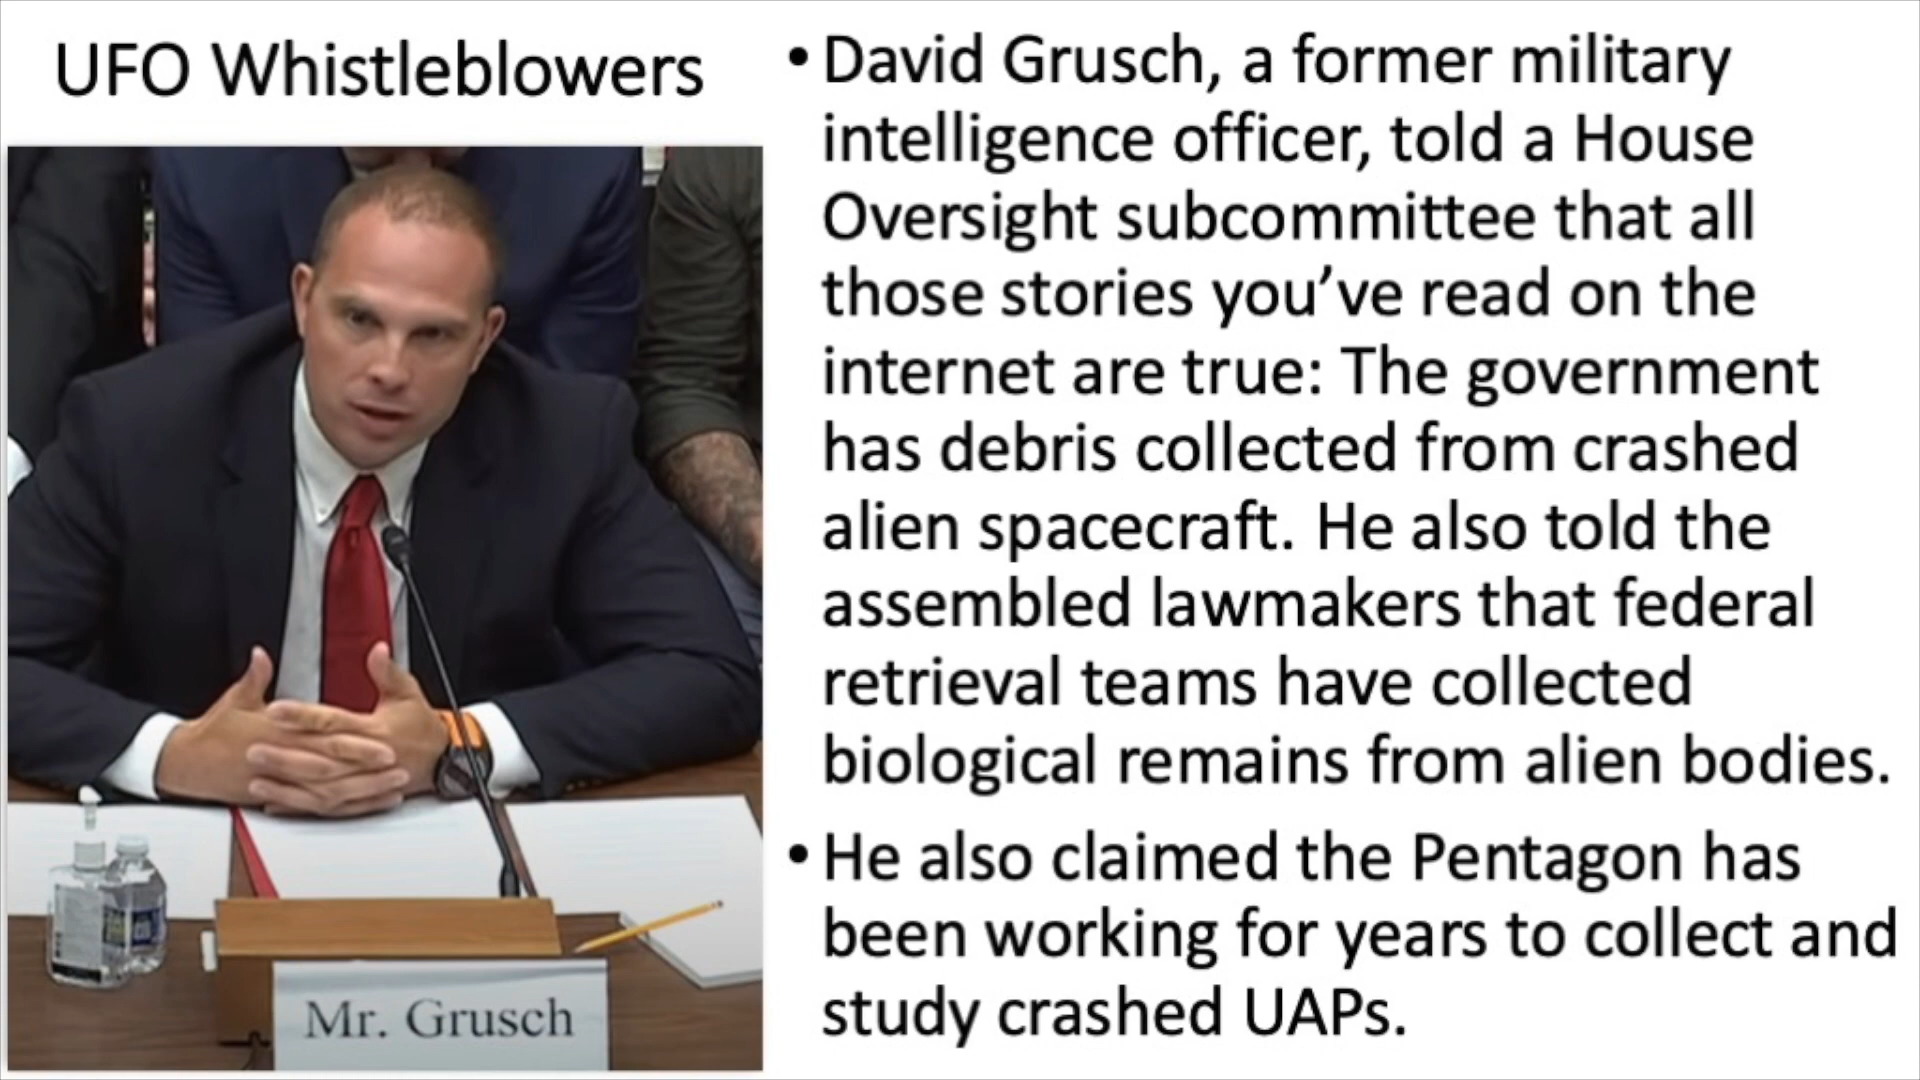 UFO Whistleblowers
• David Grusch, a former military
intelligence officer, told a House
Oversight subcommittee that all
those stories you’ve read on the
internet are true: The government
has debris collected from crashed
alien spacecraft. He also told the
assembled lawmakers that federal
retrieval teams have collected
biological remains from alien bodies.
• He also claimed the Pentagon has
been working for years to collect and
study crashed UAPs.
Mr. Grusch